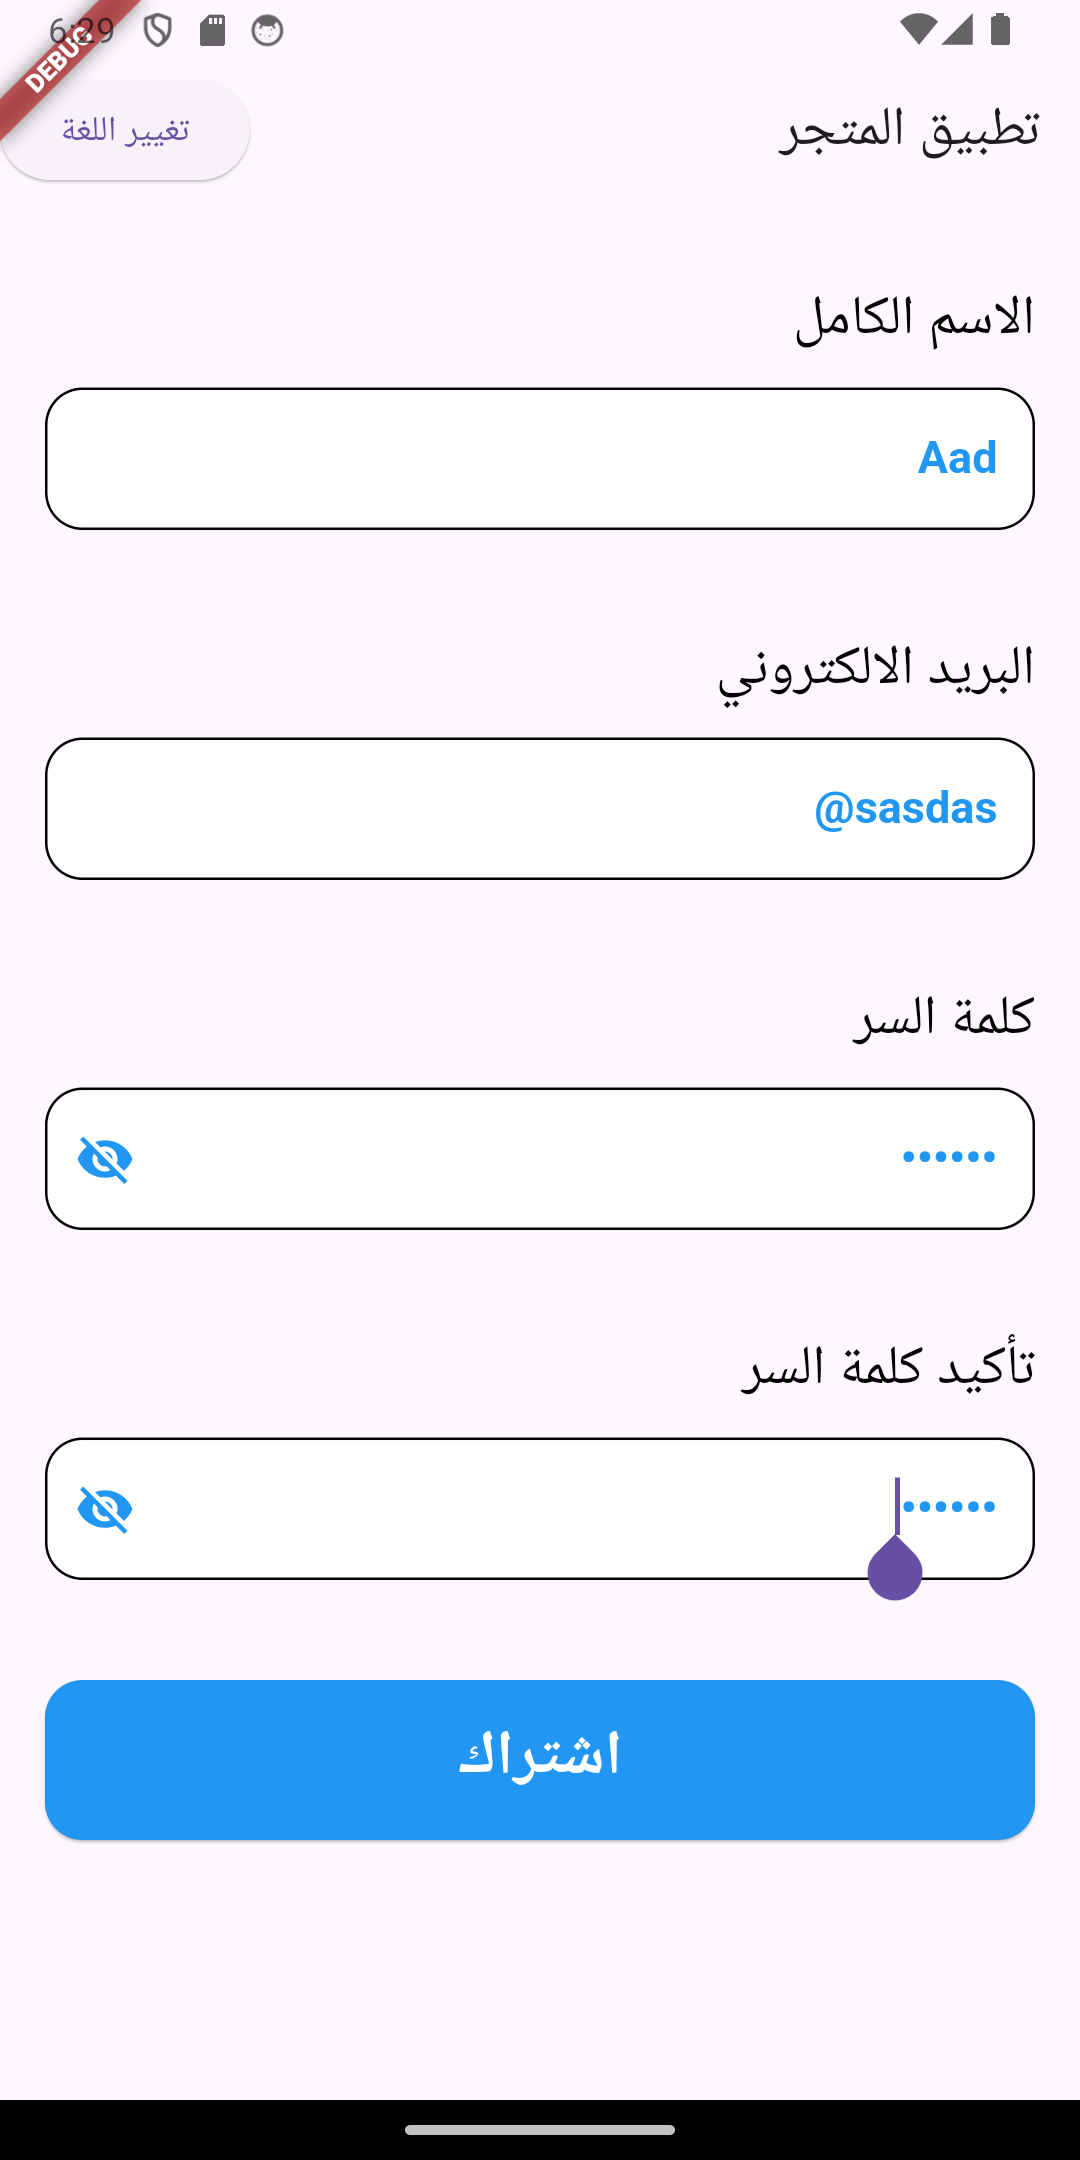 6:29
DEBUG
تطبيق المتجر
تغيير اللغة
الاسم الكامل
Aad
البريد الالكتروني
@sasdas
كلمة السر
••••••
تأكيد كلمة السر
••••••
اشتراك